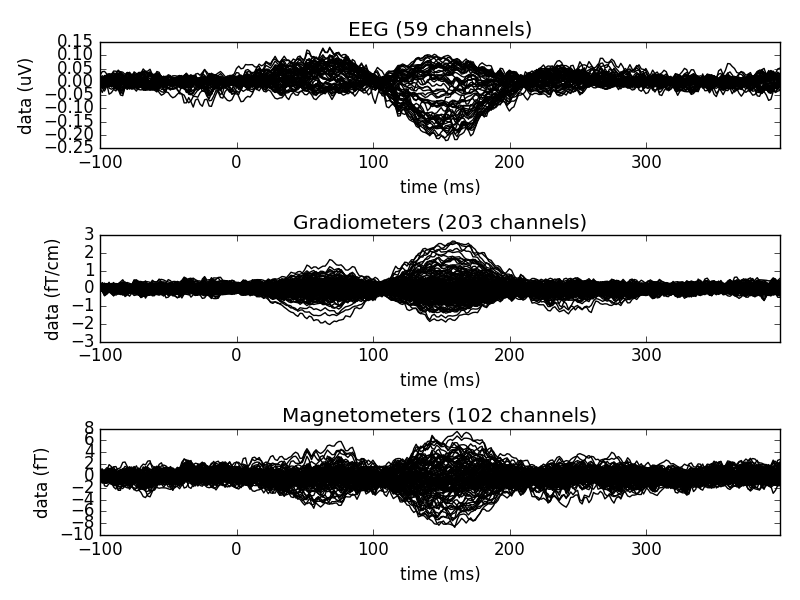 EEG (59 channels)
0.15
0.10
0.05
0.00
−0.05
−0.10
−0.15
−0.20
−0.25
data (uV)
−100 0 100 200 300
time (ms)
Gradiometers (203 channels)
3
2
1
0
−1
−2
−3
data (fT/cm)
−100 0 100 200 300
time (ms)
Magnetometers (102 channels)
8
6
4
2
0
−2
−4
−6
−8
−10
data (fT)
−100 0 100 200 300
time (ms)